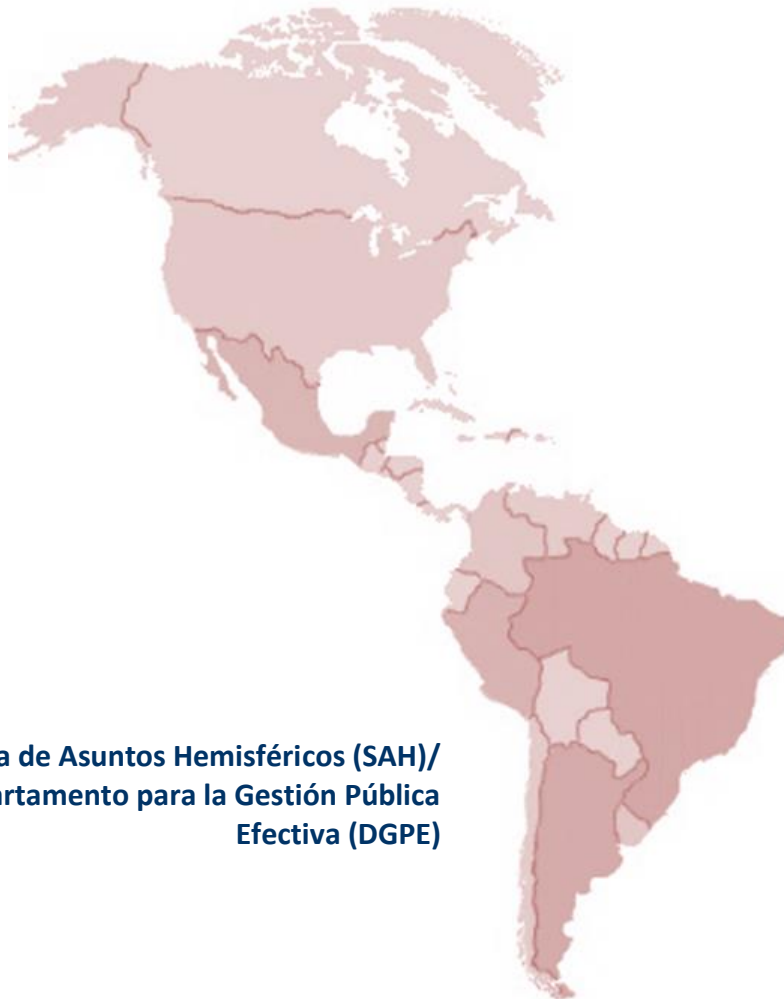 a de Asuntos Hemisféricos (SAH)/
artamento para la Gestión Pública
Efectiva (DGPE)